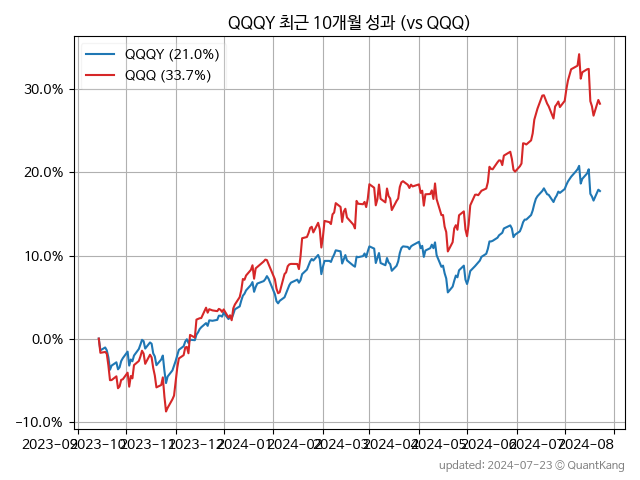 QQQY 최근 10개월 성과 (vs QQQ)
QQQY (21.0%)
QQQ (33.7%)
30.0%
20.0%
10.0%
0.0%
−10.0%
2023-09 2023-10 2023-11 2023-12 2024-01 2024-02 2024-03 2024-04 2024-05 2024-06 2024-07 2024-08
updated: 2024-07-23 © QuantKang